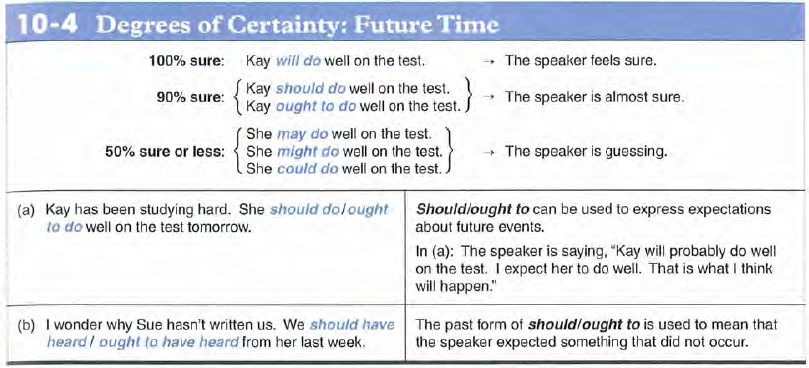 10-4 Degrees of Certainty: Future Time
100% sure: Kay will do well on the test. → The speaker feels sure.
90% sure: { Kay should do well on the test. } → The speaker is almost sure.
Kay ought to do well on the test.
50% sure or less: { She may do well on the test. } → The speaker is guessing.
She might do well on the test.
She could do well on the test.
(a) Kay has been studying hard. She should do / ought
to do well on the test tomorrow.
Should/ought to can be used to express expectations
about future events.
In (a): The speaker is saying, “Kay will probably do well
on the test. I expect her to do well. That is what I think
will happen.”
(b) I wonder why Sue hasn't written us. We should have
heard / ought to have heard from her last week.
The past form of should/ought to is used to mean that
the speaker expected something that did not occur.